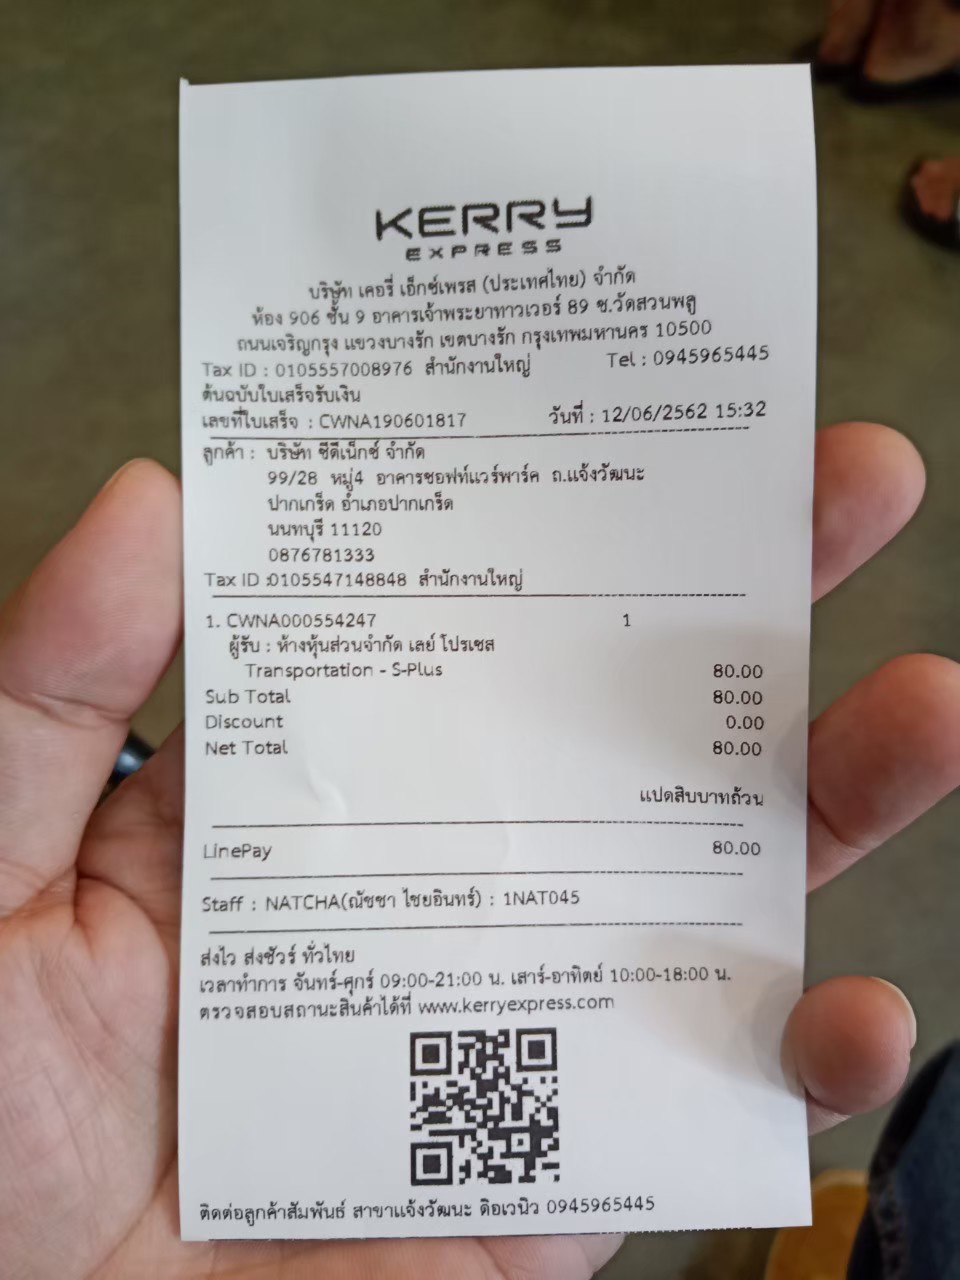 KERRY
EXPRESS
บริษัท เคอรี่ เอ็กซ์เพรส (ประเทศไทย) จำกัด
ห้อง 906 ชั้น 9 อาคารเจ้าพระยาทาวเวอร์ 89 ซ.วัดสวนพลู
ถนนเจริญกรุง แขวงบางรัก เขตบางรัก กรุงเทพมหานคร 10500
Tax ID : 0105557008976 สำนักงานใหญ่ Tel : 0945965445
ต้นฉบับใบเสร็จรับเงิน
เลขที่ใบเสร็จ : CWNA190601817 วันที่ : 12/06/2562 15:32
ลูกค้า : บริษัท ซีดีเน็กซ์ จำกัด
99/28 หมู่4 อาคารซอฟท์แวร์พาร์ค ถ.แจ้งวัฒนะ
ปากเกร็ด อำเภอปากเกร็ด
นนทบุรี 11120
0876781333
Tax ID :0105547148848 สำนักงานใหญ่
1. CWNA000554247 1
ผู้รับ : ห้างหุ้นส่วนจำกัด เลย์ โปรเซส
Transportation - S-Plus 80.00
Sub Total 80.00
Discount 0.00
Net Total 80.00
แปดสิบบาทถ้วน
LinePay 80.00
Staff : NATCHA(ณัชชา ไชยอินทร์) : 1NAT045
ส่งไว ส่งชัวร์ ทั่วไทย
เวลาทำการ จันทร์-ศุกร์ 09:00-21:00 น. เสาร์-อาทิตย์ 10:00-18:00 น.
ตรวจสอบสถานะสินค้าได้ที่ www.kerryexpress.com
ติดต่อลูกค้าสัมพันธ์ สาขาแจ้งวัฒนะ ดิอเวนิว 0945965445